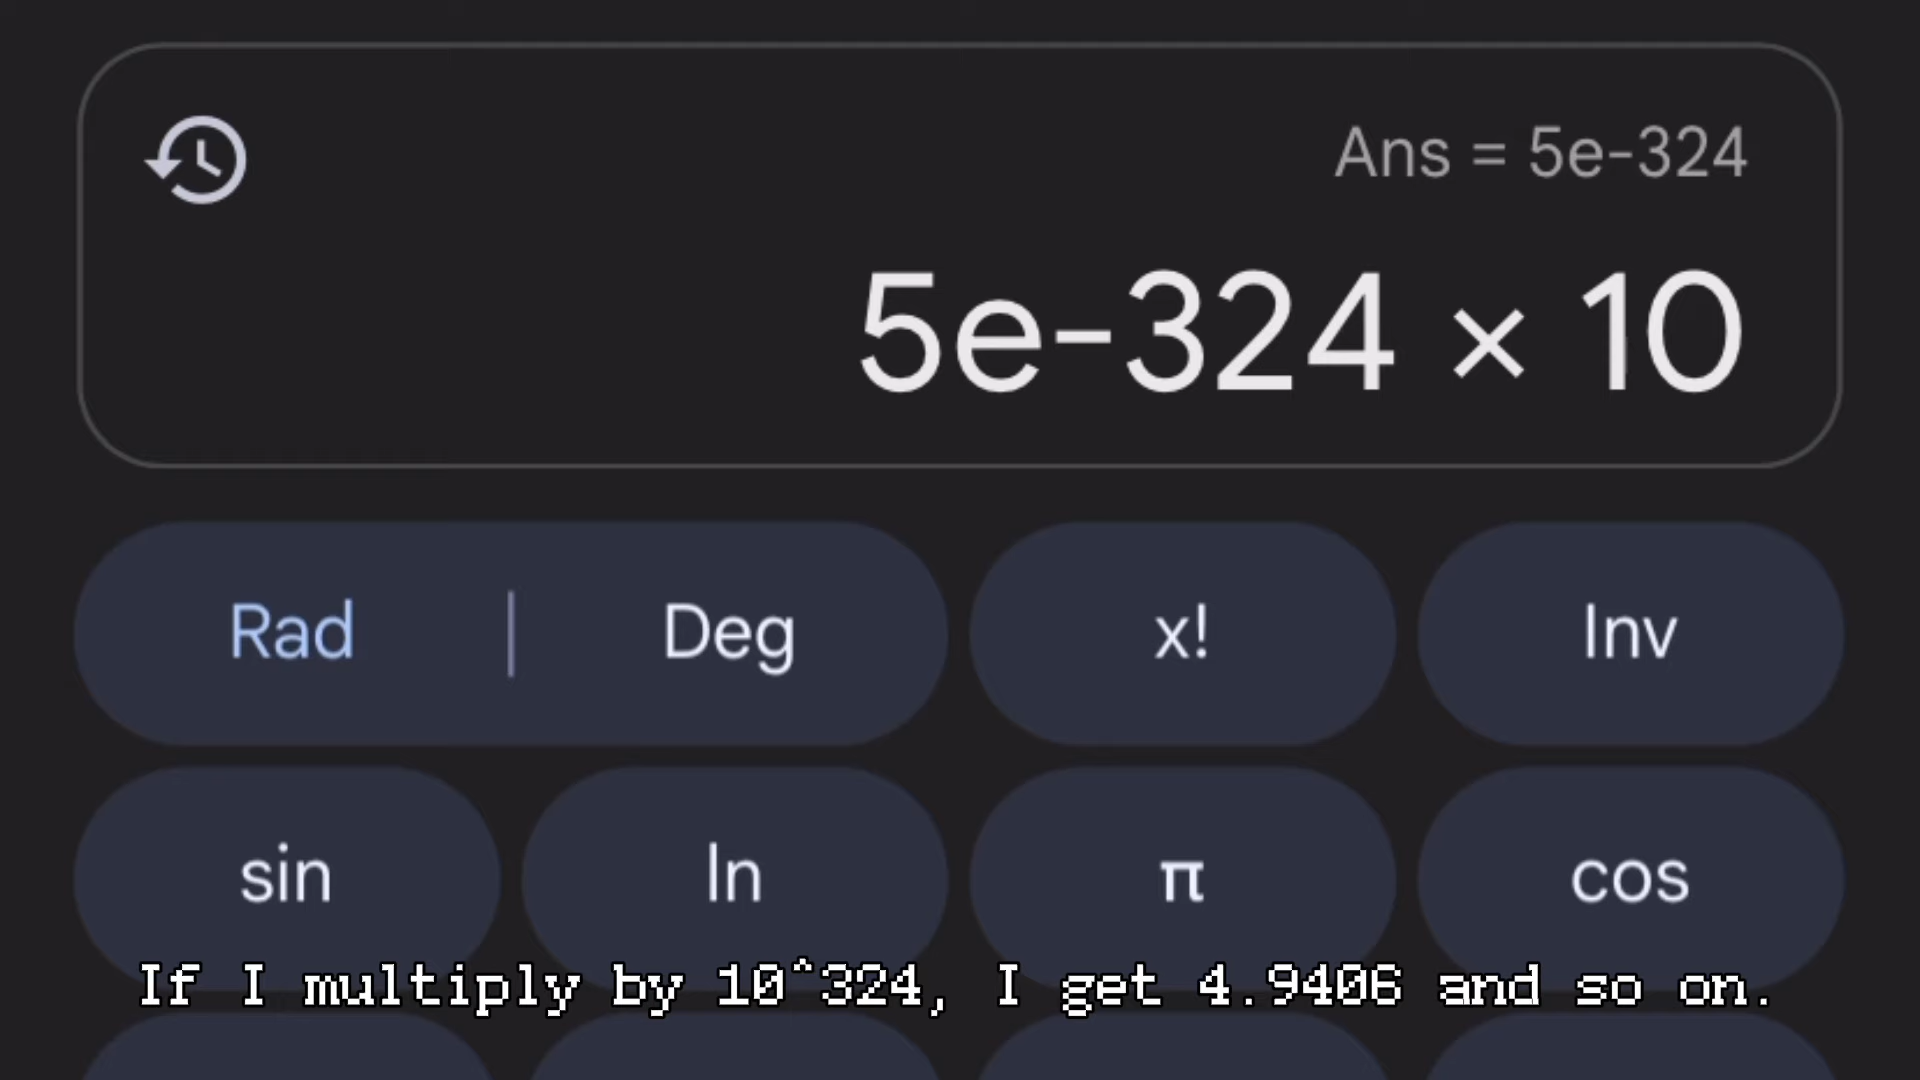 Ans = 5e-324
5e-324 × 10
Rad | Deg
x!
Inv
sin
ln
π
cos
If I multiply by 10^324, I get 4.9406 and so on.